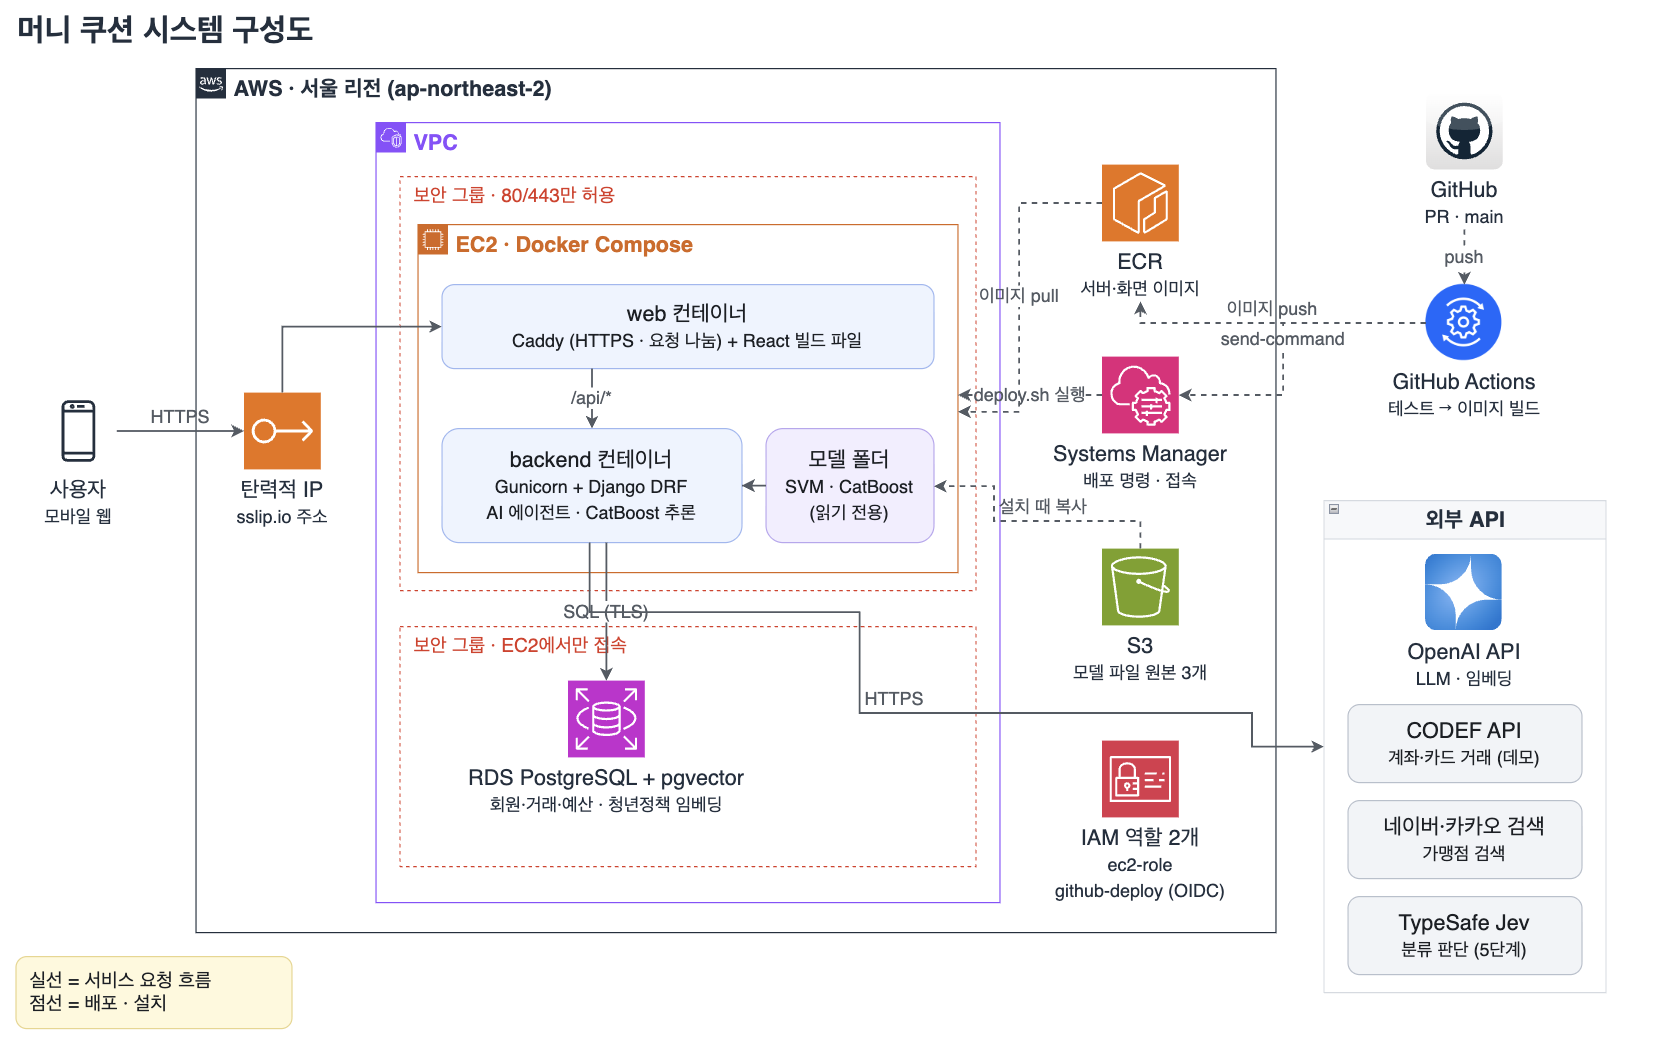 머니 쿠션 시스템 구성도
aws
AWS · 서울 리전 (ap-northeast-2)
VPC
보안 그룹 · 80/443만 허용
EC2 · Docker Compose
web 컨테이너
Caddy (HTTPS · 요청 나눔) + React 빌드 파일
/api/*
backend 컨테이너
Gunicorn + Django DRF
AI 에이전트 · CatBoost 추론
모델 폴더
SVM · CatBoost
(읽기 전용)
사용자
모바일 웹
HTTPS
탄력적 IP
sslip.io 주소
SQL (TLS)
보안 그룹 · EC2에서만 접속
RDS PostgreSQL + pgvector
회원·거래·예산 · 청년정책 임베딩
HTTPS
ECR
서버·화면 이미지
이미지 pull
이미지 push
send-command
deploy.sh 실행
Systems Manager
배포 명령 · 접속
설치 때 복사
S3
모델 파일 원본 3개
IAM 역할 2개
ec2-role
github-deploy (OIDC)
GitHub
PR · main
push
GitHub Actions
테스트 → 이미지 빌드
외부 API
OpenAI API
LLM · 임베딩
CODEF API
계좌·카드 거래 (데모)
네이버·카카오 검색
가맹점 검색
TypeSafe Jev
분류 판단 (5단계)
실선 = 서비스 요청 흐름
점선 = 배포 · 설치